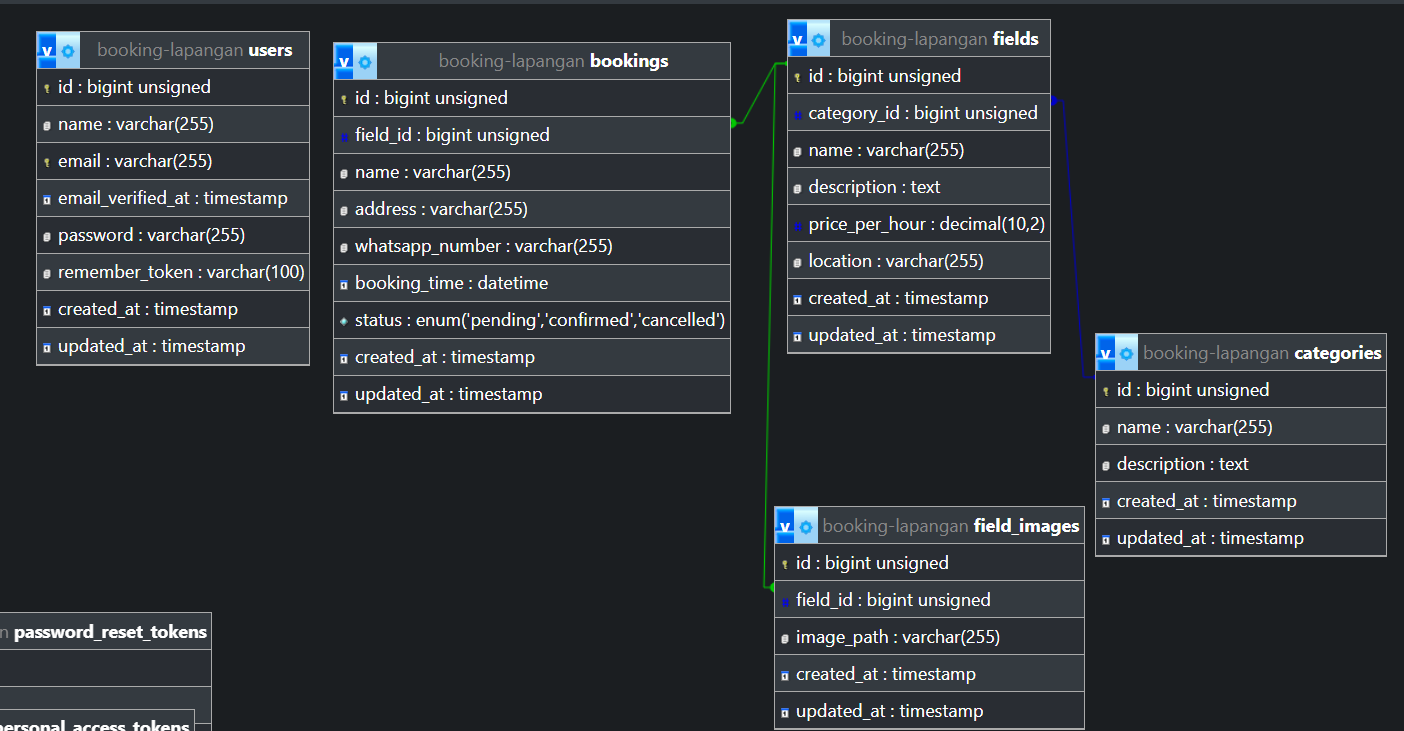 booking-lapangan users
id : bigint unsigned
name : varchar(255)
email : varchar(255)
email_verified_at : timestamp
password : varchar(255)
remember_token : varchar(100)
created_at : timestamp
updated_at : timestamp
booking-lapangan bookings
id : bigint unsigned
field_id : bigint unsigned
name : varchar(255)
address : varchar(255)
whatsapp_number : varchar(255)
booking_time : datetime
status : enum('pending','confirmed','cancelled')
created_at : timestamp
updated_at : timestamp
booking-lapangan fields
id : bigint unsigned
category_id : bigint unsigned
name : varchar(255)
description : text
price_per_hour : decimal(10,2)
location : varchar(255)
created_at : timestamp
updated_at : timestamp
booking-lapangan categories
id : bigint unsigned
name : varchar(255)
description : text
created_at : timestamp
updated_at : timestamp
booking-lapangan field_images
id : bigint unsigned
field_id : bigint unsigned
image_path : varchar(255)
created_at : timestamp
updated_at : timestamp
n password_reset_tokens
personal_access_tokens